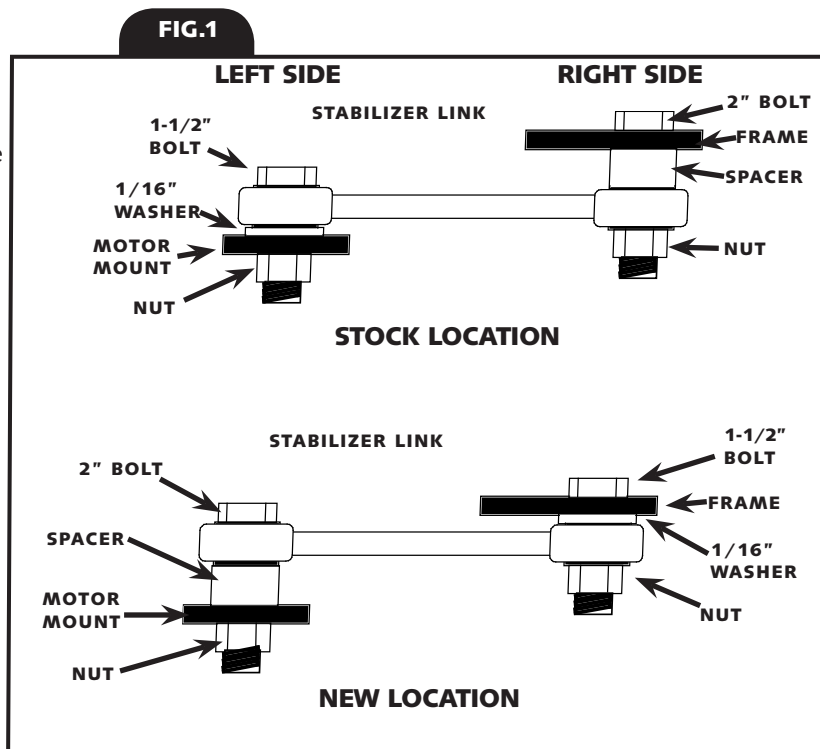 FIG.1
LEFT SIDE
RIGHT SIDE
STABILIZER LINK
2" BOLT
FRAME
SPACER
NUT
1-1/2"
BOLT
1/16"
WASHER
MOTOR
MOUNT
NUT
STOCK LOCATION
STABILIZER LINK
2" BOLT
SPACER
MOTOR
MOUNT
NUT
1-1/2"
BOLT
FRAME
1/16"
WASHER
NUT
NEW LOCATION